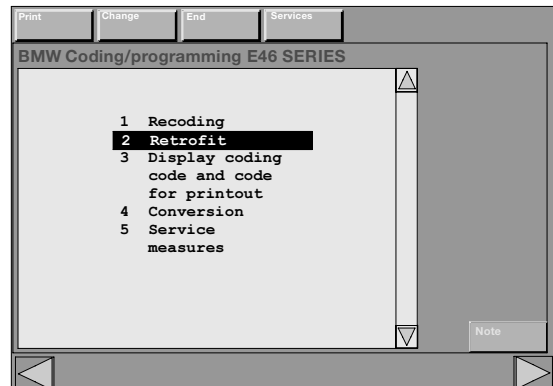 Print Change End Services
BMW Coding/programming E46 SERIES
1 Recoding
2 Retrofit
3 Display coding
code and code
for printout
4 Conversion
5 Service
measures
Note